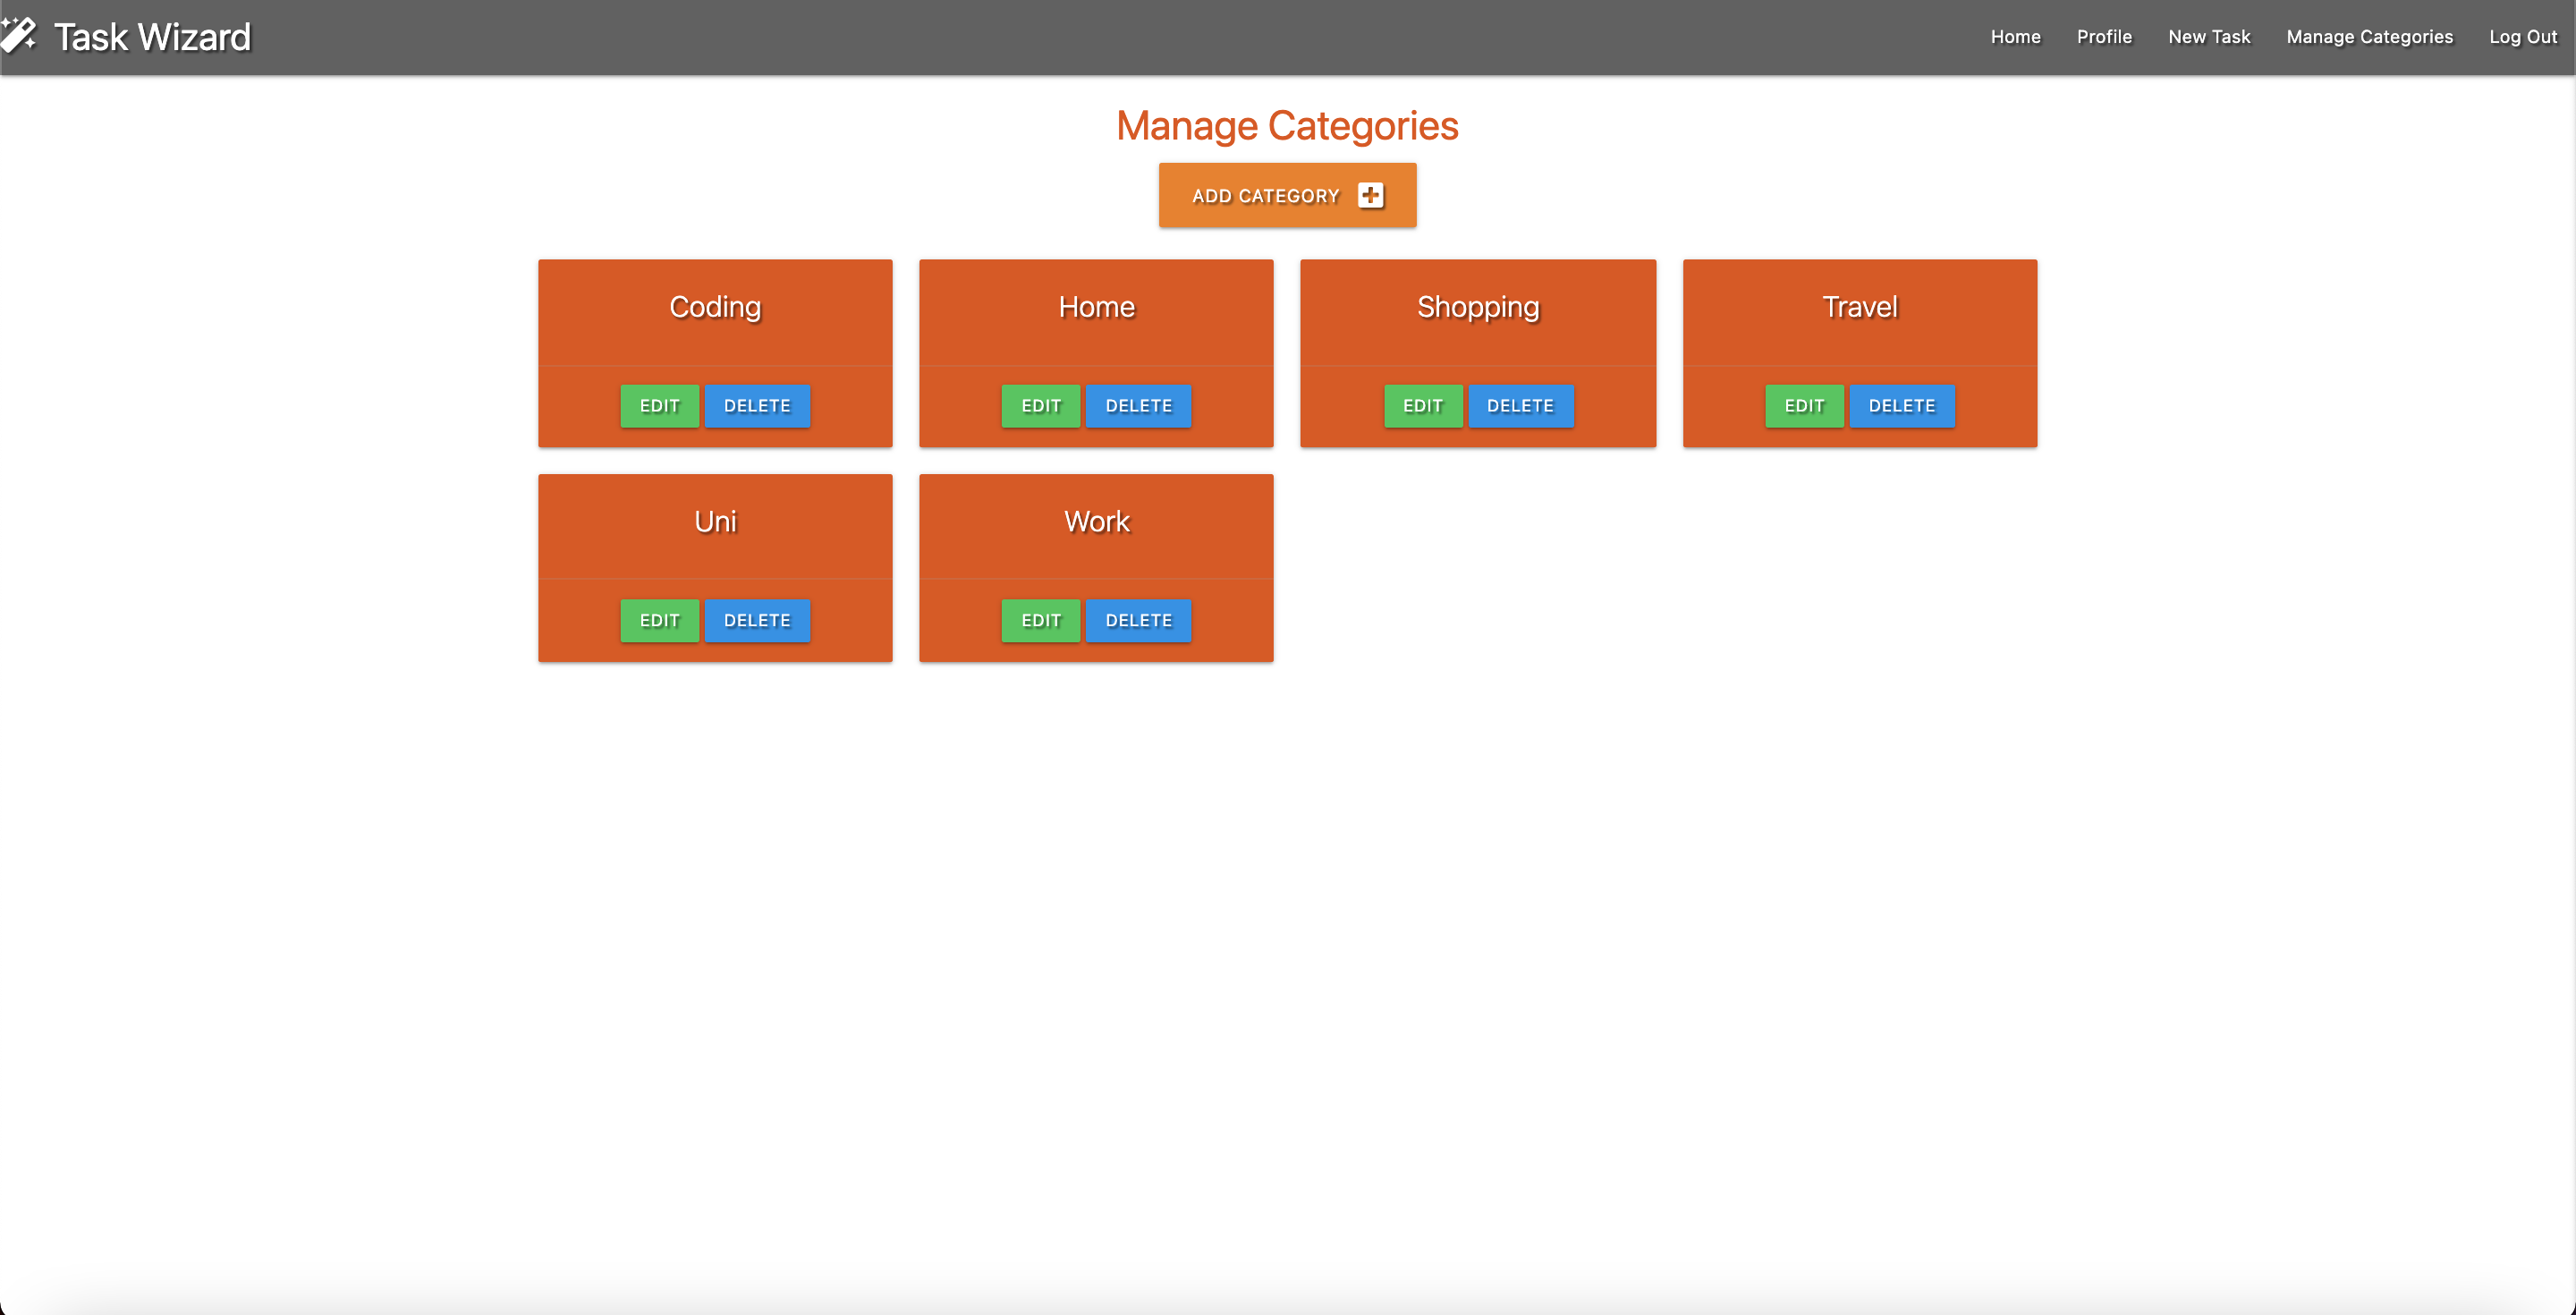 Task Wizard
Home Profile New Task Manage Categories Log Out
Manage Categories
ADD CATEGORY
Coding
EDIT DELETE
Home
EDIT DELETE
Shopping
EDIT DELETE
Travel
EDIT DELETE
Uni
EDIT DELETE
Work
EDIT DELETE